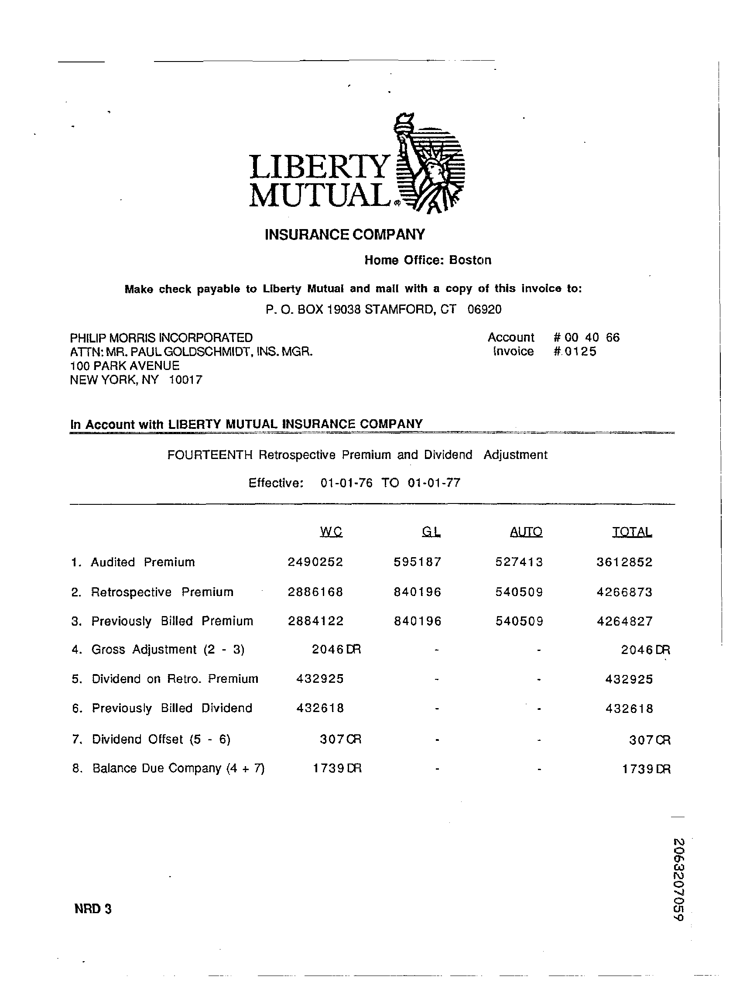 LIBERTY
MUTUAL®
INSURANCE COMPANY
Home Office: Boston
Make check payable to Liberty Mutual and mail with a copy of this invoice to:
P. O. BOX 19038 STAMFORD, CT 06920
PHILIP MORRIS INCORPORATED Account # 00 40 66
ATTN: MR. PAUL GOLDSCHMIDT, INS. MGR. Invoice # 0125
100 PARK AVENUE
NEW YORK, NY 10017
In Account with LIBERTY MUTUAL INSURANCE COMPANY
FOURTEENTH Retrospective Premium and Dividend Adjustment
Effective: 01-01-76 TO 01-01-77
WC GL AUTO TOTAL
1. Audited Premium 2490252 595187 527413 3612852
2. Retrospective Premium 2886168 840196 540509 4266873
3. Previously Billed Premium 2884122 840196 540509 4264827
4. Gross Adjustment (2 - 3) 2046 DR - - 2046 DR
5. Dividend on Retro. Premium 432925 - - 432925
6. Previously Billed Dividend 432618 - - 432618
7. Dividend Offset (5 - 6) 307 CR - - 307 CR
8. Balance Due Company (4 + 7) 1739 DR - - 1739 DR
2063207059
NRD 3